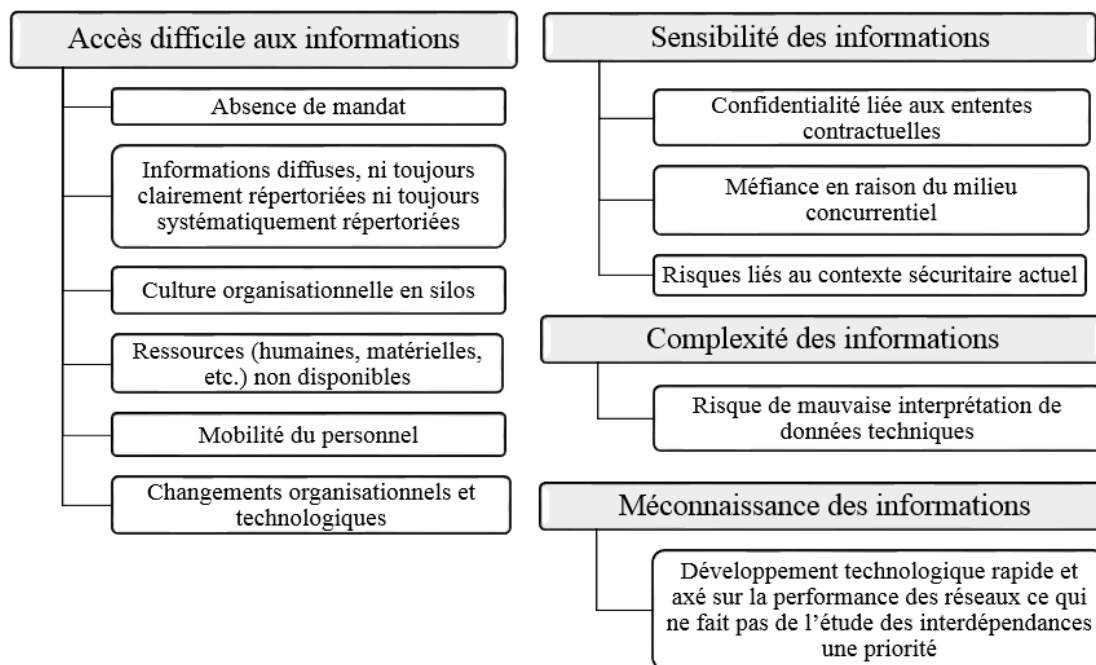 Accès difficile aux informations
Absence de mandat
Informations diffuses, ni toujours
clairement répertoriées ni toujours
systématiquement répertoriées
Culture organisationnelle en silos
Ressources (humaines, matérielles,
etc.) non disponibles
Mobilité du personnel
Changements organisationnels et
technologiques
Sensibilité des informations
Confidentialité liée aux ententes
contractuelles
Méfiance en raison du milieu
concurrentiel
Risques liés au contexte sécuritaire actuel
Complexité des informations
Risque de mauvaise interprétation de
données techniques
Méconnaissance des informations
Développement technologique rapide et
axé sur la performance des réseaux ce qui
ne fait pas de l’étude des interdépendances
une priorité